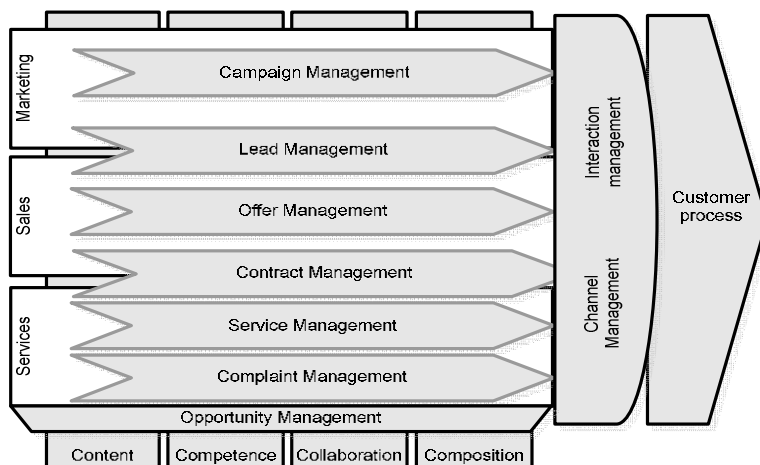 Marketing
Campaign Management
Lead Management
Sales
Offer Management
Contract Management
Services
Service Management
Complaint Management
Opportunity Management
Content
Competence
Collaboration
Composition
Interaction
management
Channel
Management
Customer
process